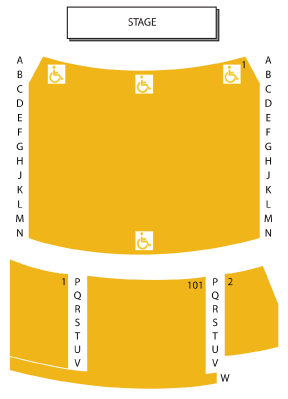 STAGE
A A
B 1 B
C C
D D
E E
F F
G G
H H
J J
K K
L L
M M
N N
1 P 101 P 2
Q Q
R R
S S
T T
U U
V V
W